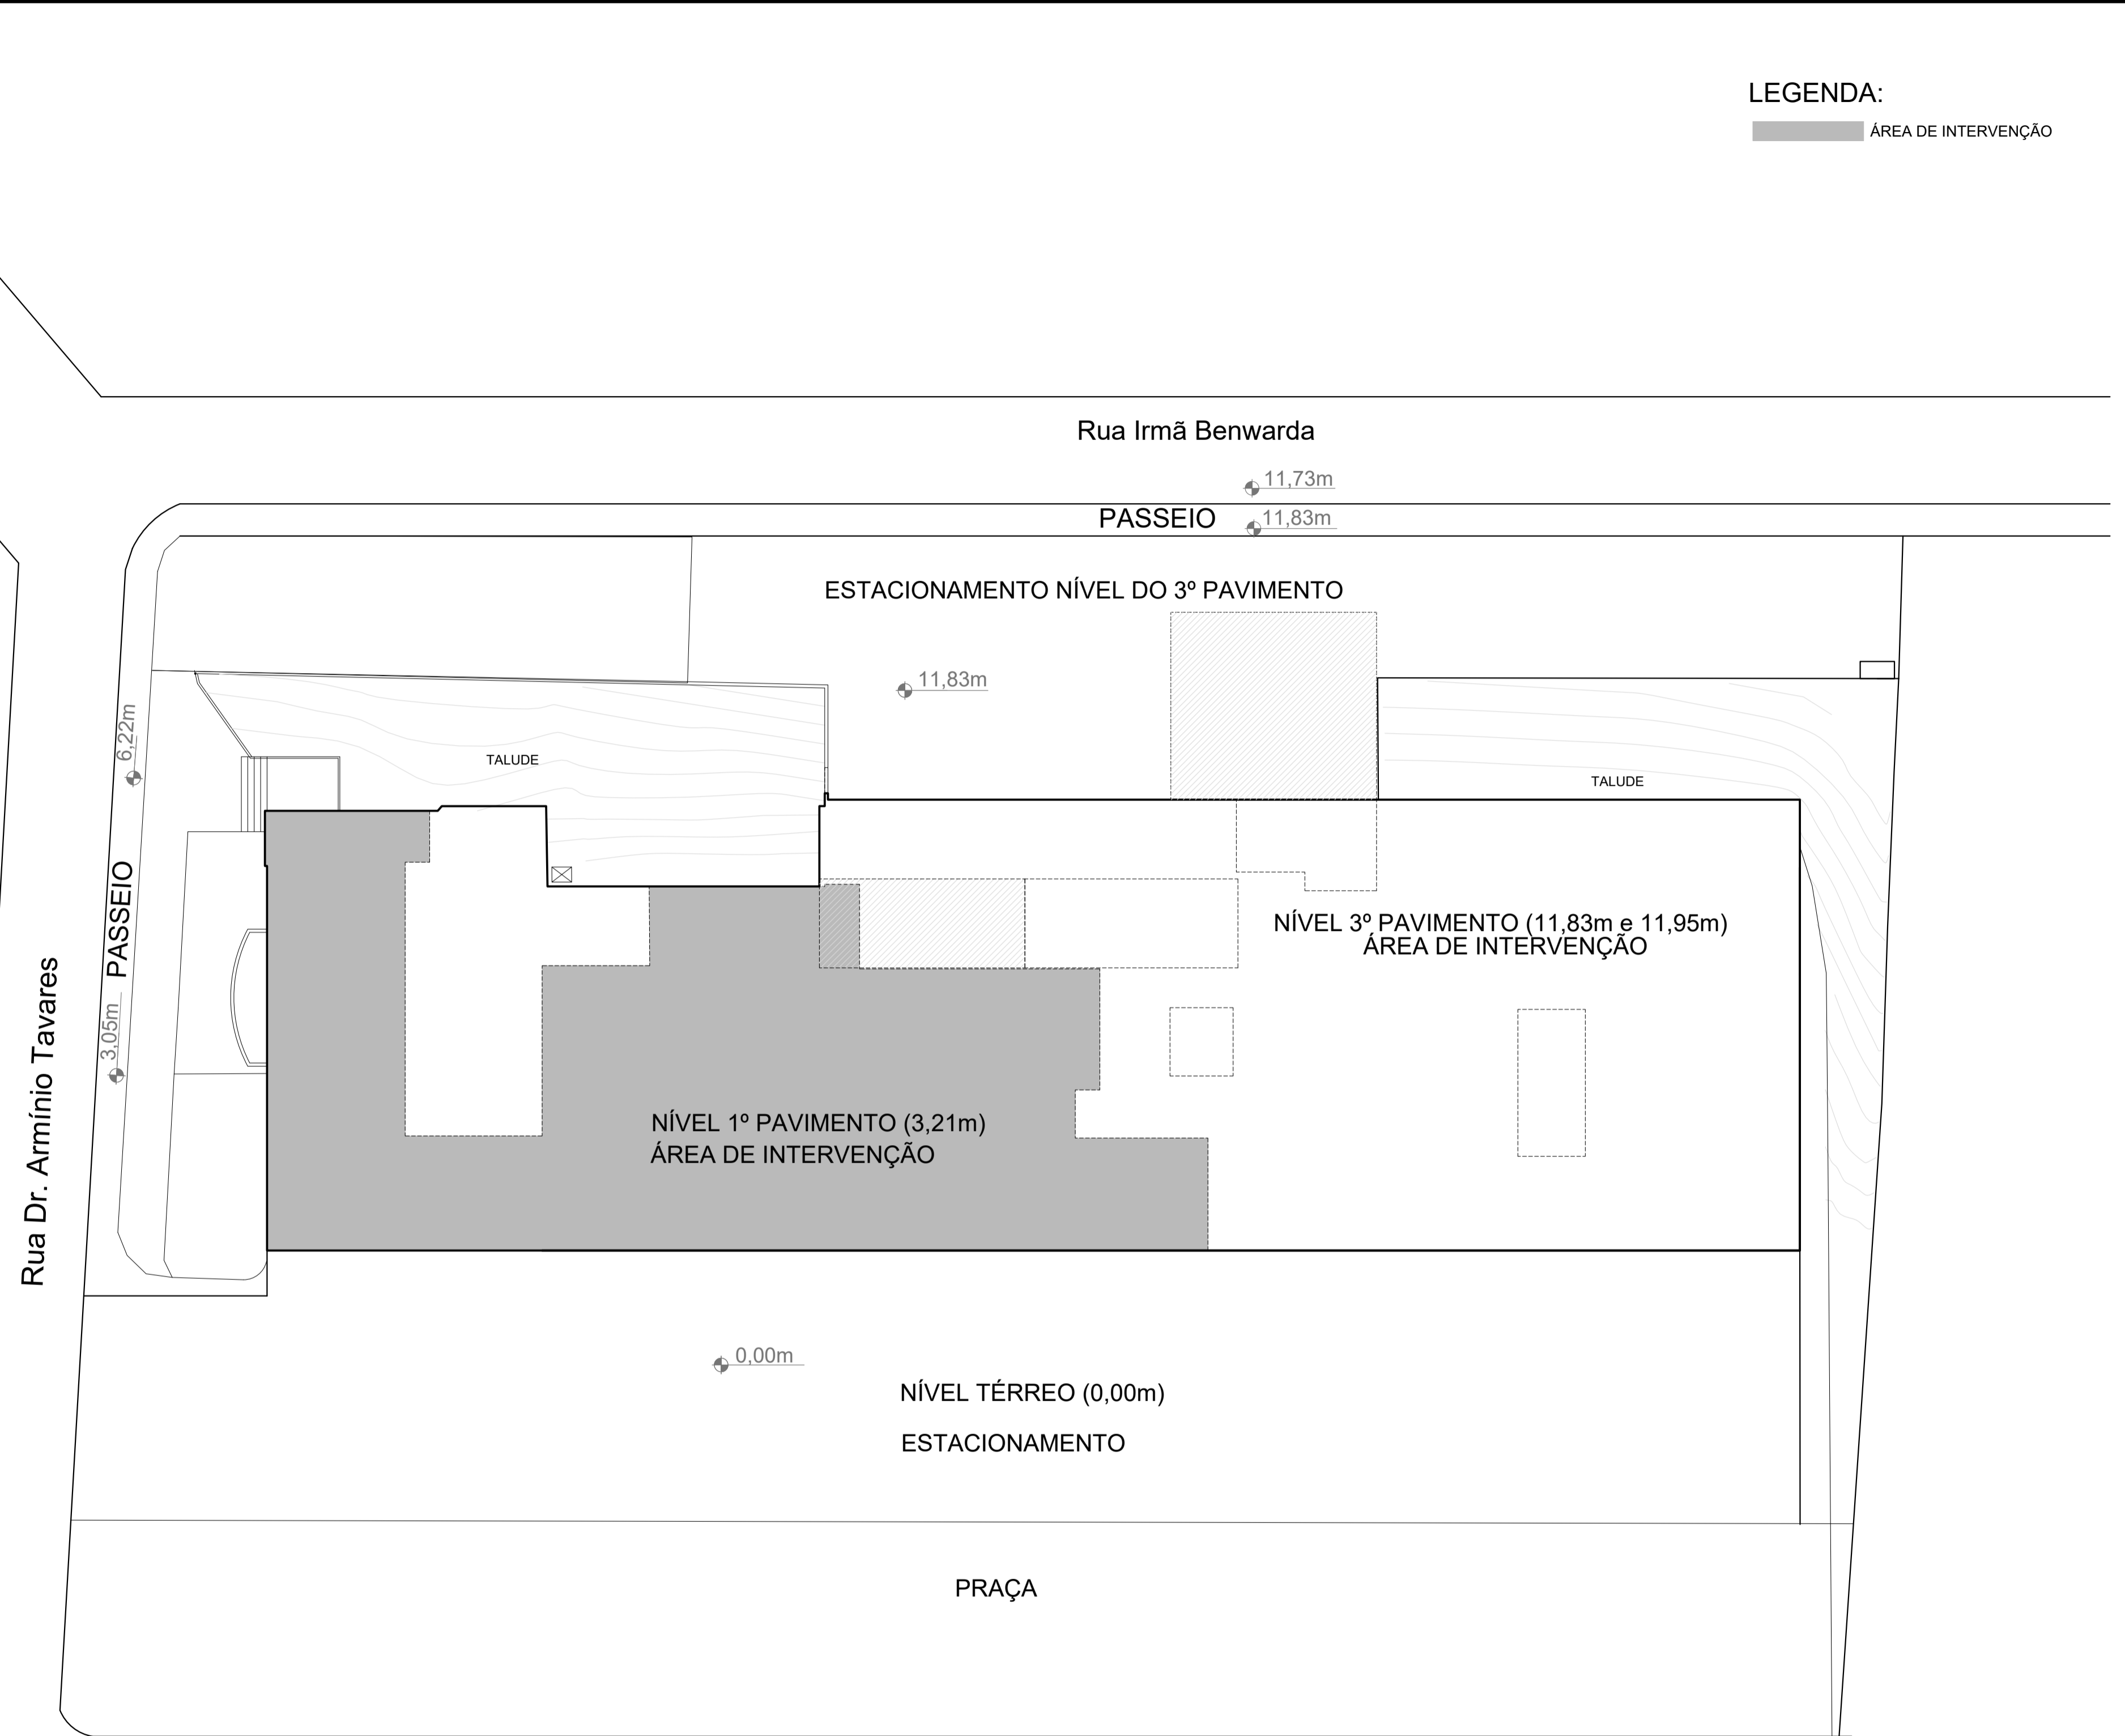 LEGENDA:
ÁREA DE INTERVENÇÃO
Rua Irmã Benwarda
11,73m
PASSEIO
11,83m
ESTACIONAMENTO NÍVEL DO 3º PAVIMENTO
11,83m
6,22m
TALUDE
TALUDE
PASSEIO
NÍVEL 3º PAVIMENTO (11,83m e 11,95m)
ÁREA DE INTERVENÇÃO
3,05m
Rua Dr. Armínio Tavares
NÍVEL 1º PAVIMENTO (3,21m)
ÁREA DE INTERVENÇÃO
0,00m
NÍVEL TÉRREO (0,00m)
ESTACIONAMENTO
PRAÇA